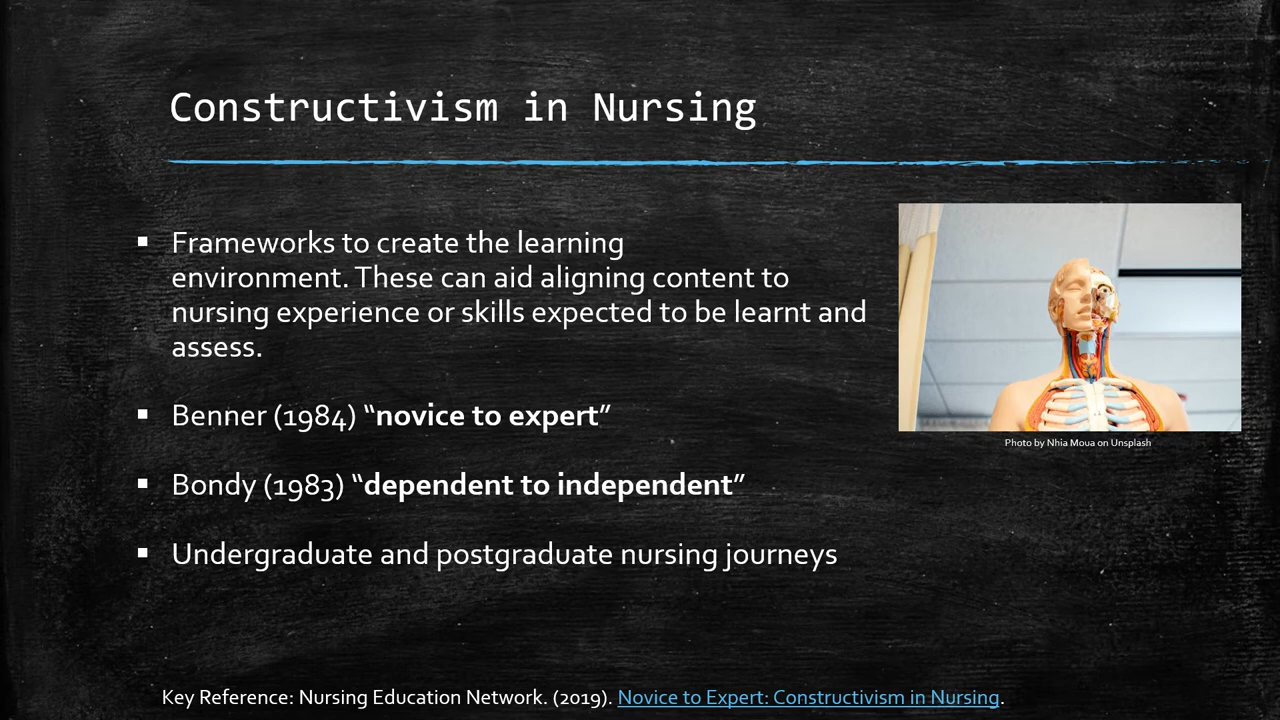 Constructivism in Nursing
Frameworks to create the learning
environment. These can aid aligning content to
nursing experience or skills expected to be learnt and
assess.
Benner (1984) “novice to expert”
Bondy (1983) “dependent to independent”
Undergraduate and postgraduate nursing journeys
Photo by Nhia Moua on Unsplash
Key Reference: Nursing Education Network. (2019). Novice to Expert: Constructivism in Nursing.